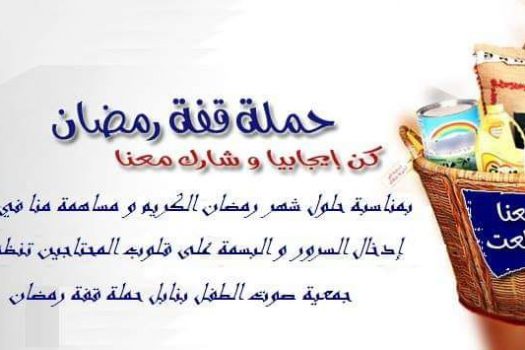 حملة قفة رمضان
كن إيجابيا و شارك معنا
بمناسبة حلول شهر رمضان الكريم و مساهمة منا في
إدخال السرور و البسمة على قلوب المحتاجين تنظ
جمعية صوت الطفل بنابل حملة قفة رمضان